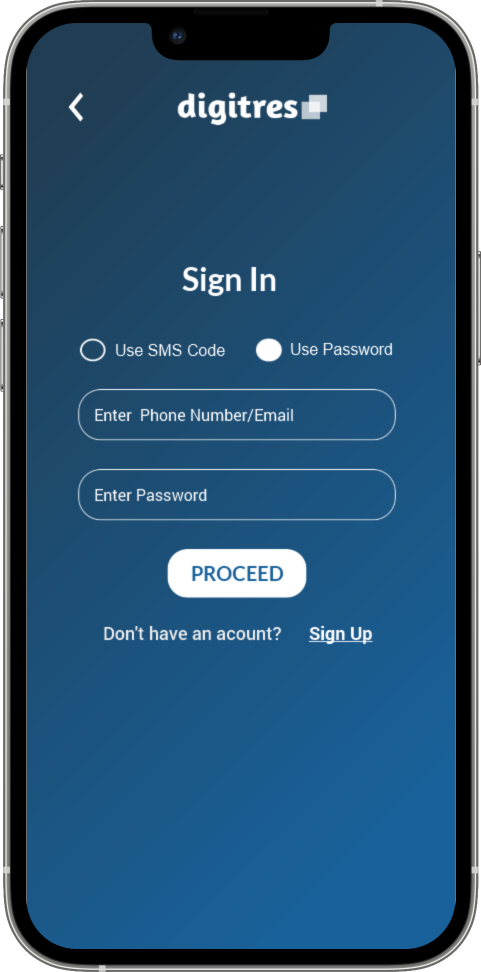 digitres
Sign In
Use SMS Code Use Password
Enter Phone Number/Email
Enter Password
PROCEED
Don't have an acount? Sign Up